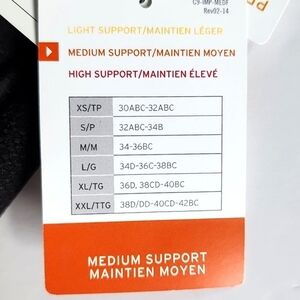 C9-IMP-MEDF
Rev02-14
LIGHT SUPPORT/MAINTIEN LÉGER
MEDIUM SUPPORT/MAINTIEN MOYEN
HIGH SUPPORT/MAINTIEN ÉLEVÉ
XS/TP 30ABC-32ABC
S/P 32ABC-34B
M/M 34-36BC
L/G 34D-36C-38BC
XL/TG 36D, 38CD-40BC
XXL/TTG 38D/DD-40CD-42BC
MEDIUM SUPPORT
MAINTIEN MOYEN